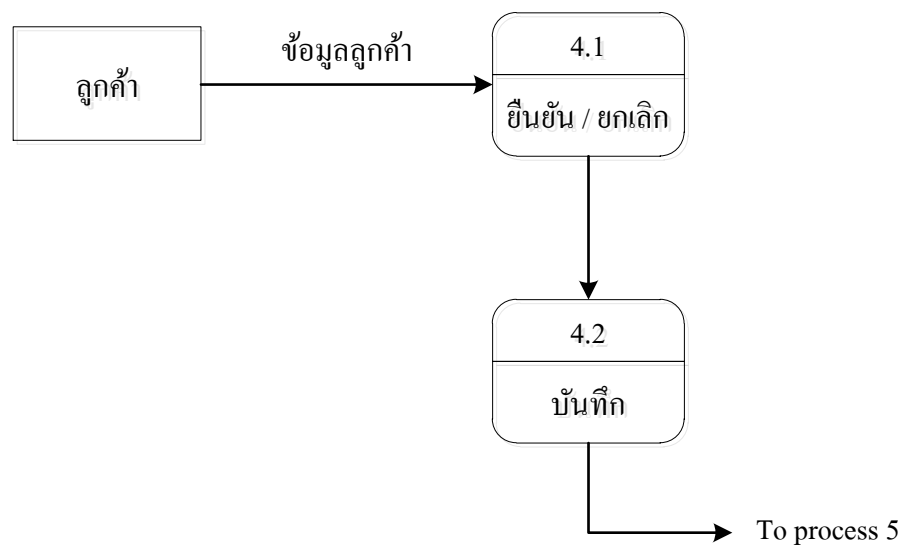 ลูกค้า
ข้อมูลลูกค้า
4.1
ยืนยัน / ยกเลิก
4.2
บันทึก
To process 5